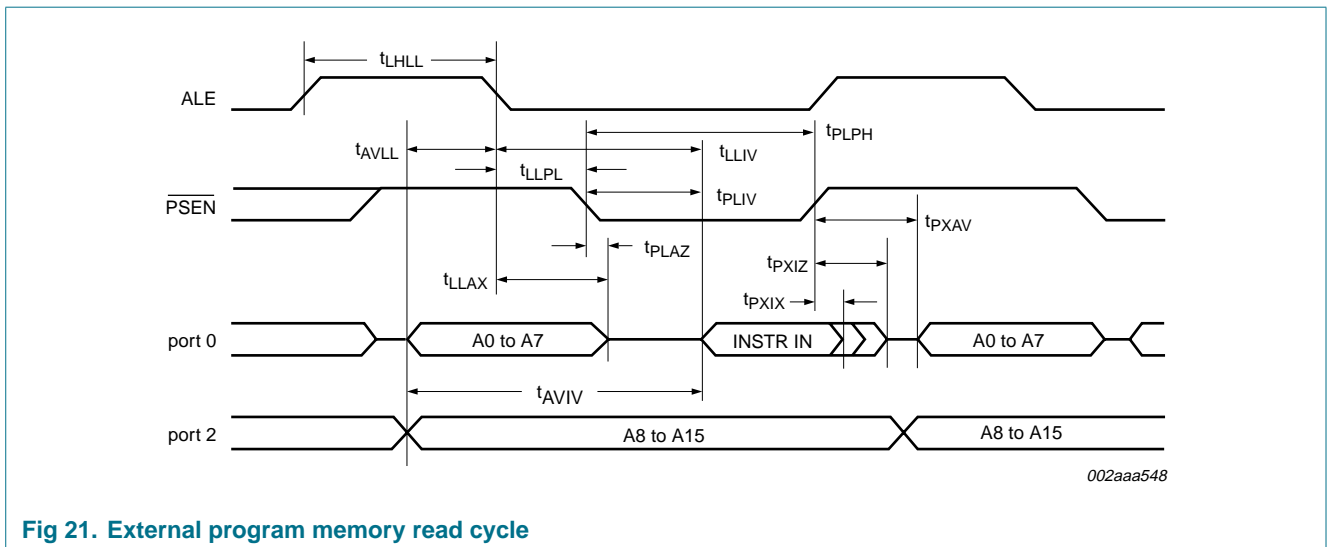 tLHLL
ALE
tPLPH
tAVLL
tLLIV
tLLPL
PSEN
tPLIV
tPXAV
tPLAZ
tLLAX
tPXIZ
tPXIX
port 0
A0 to A7
INSTR IN
A0 to A7
tAVIV
port 2
A8 to A15
A8 to A15
002aaa548
Fig 21. External program memory read cycle